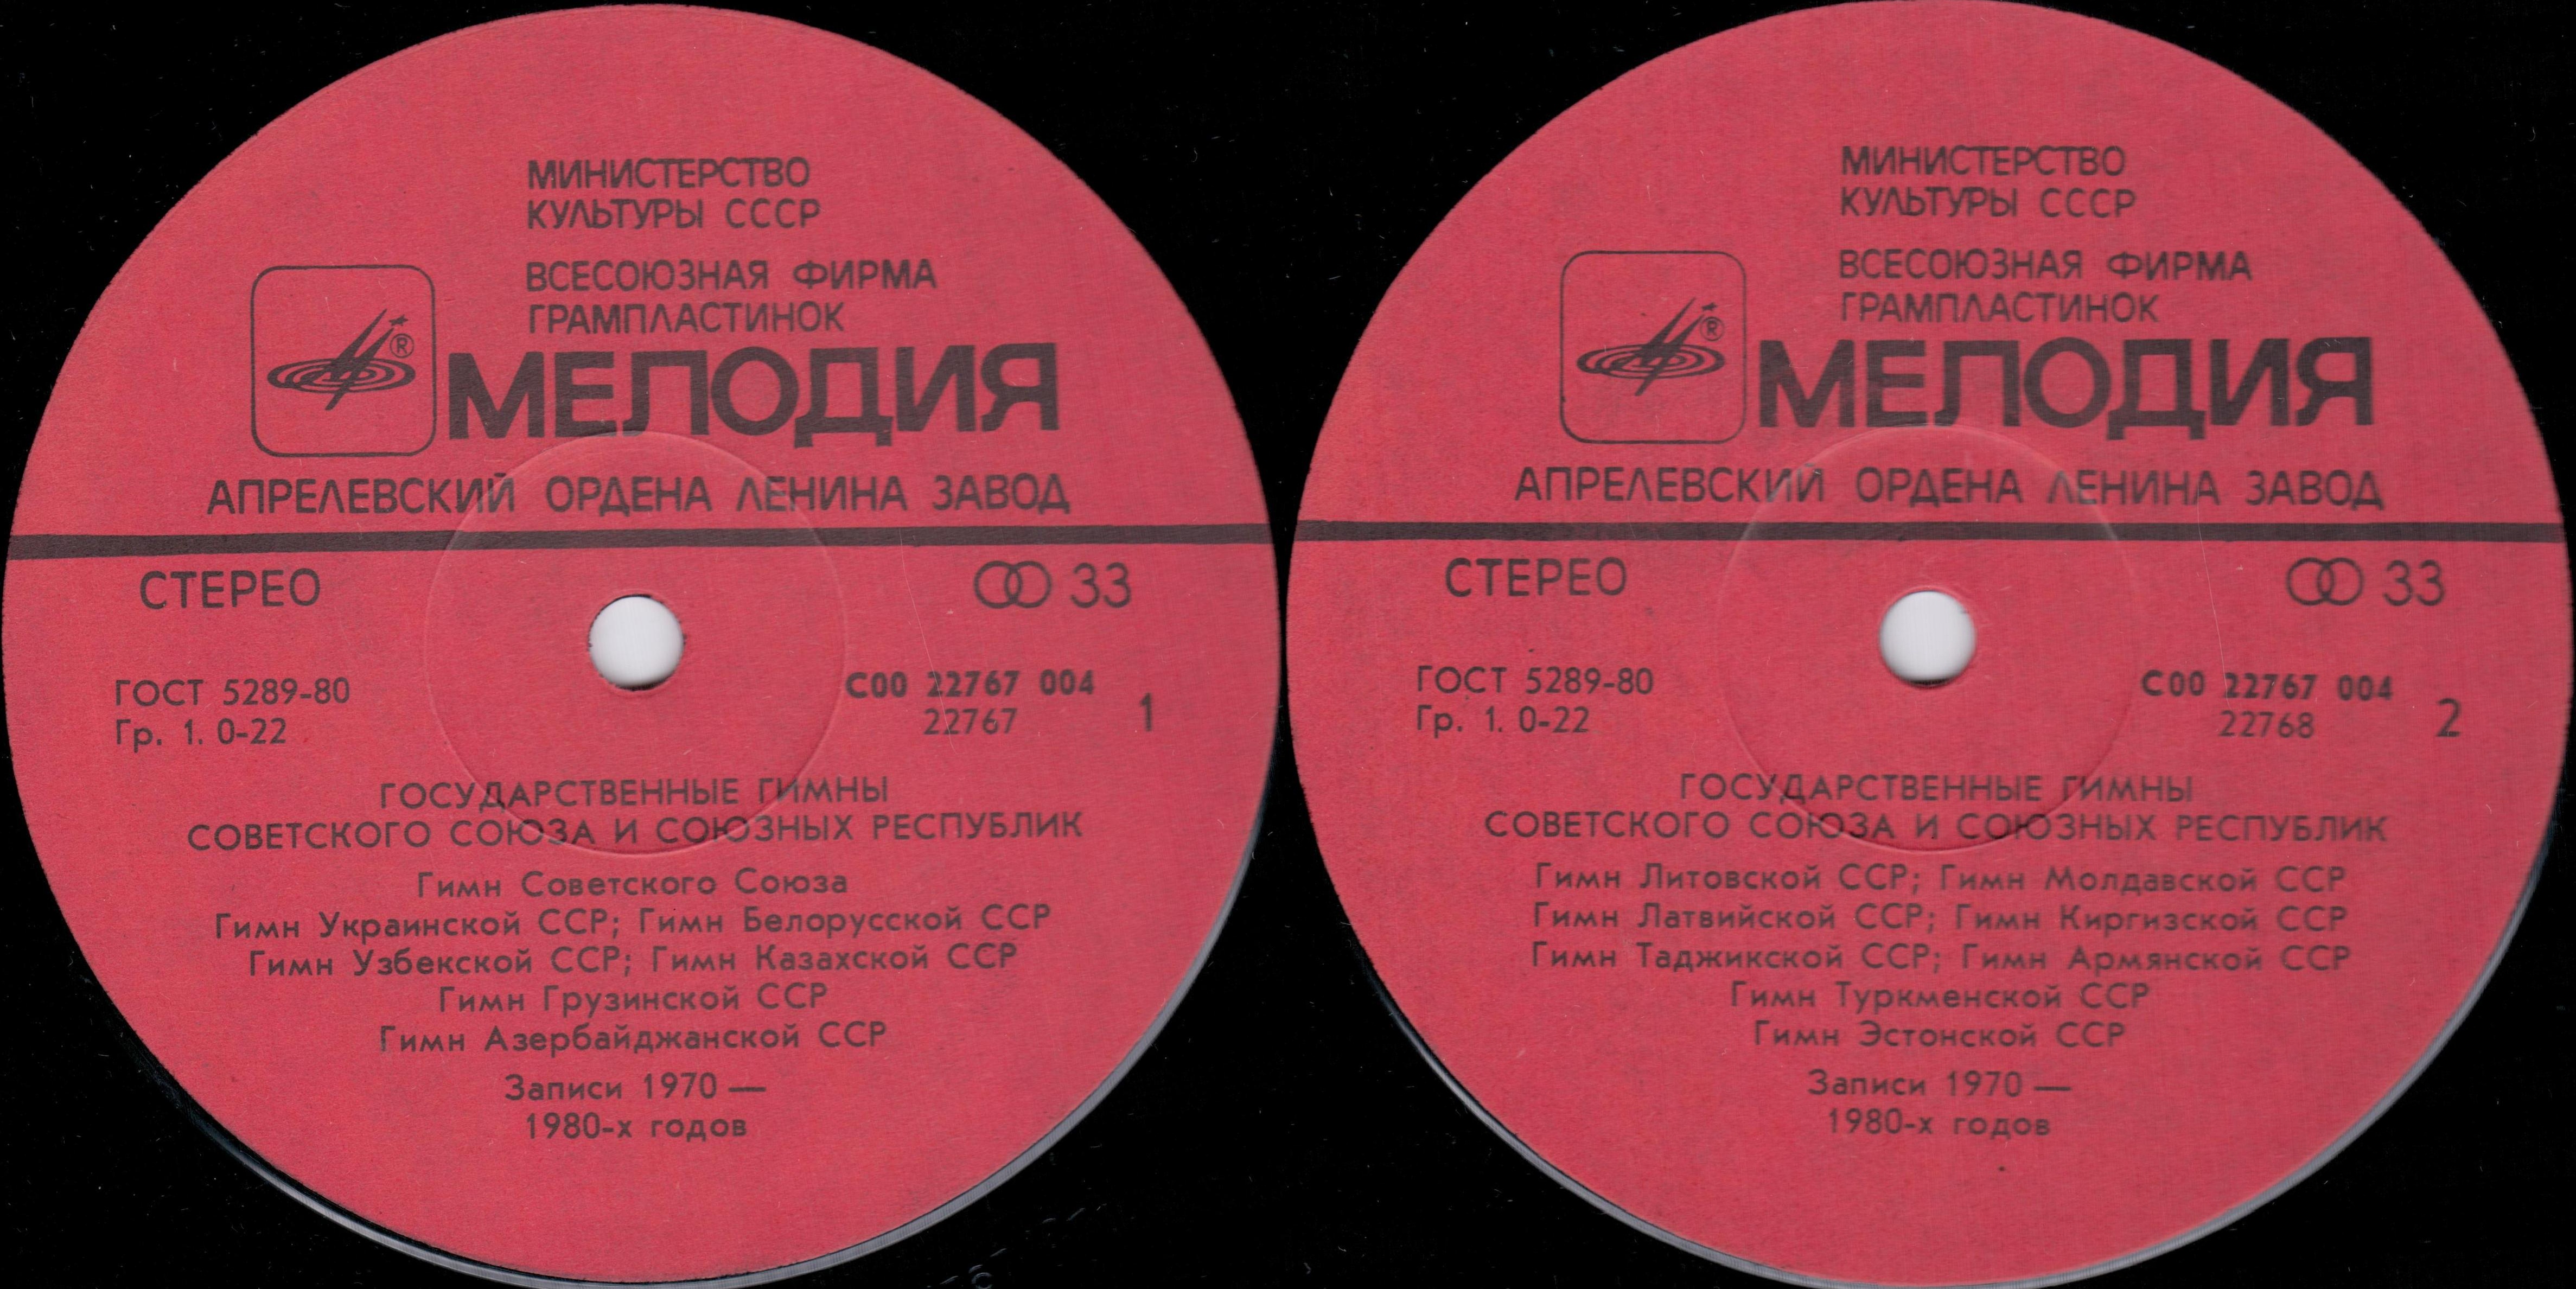 МИНИСТЕРСТВО
КУЛЬТУРЫ СССР
ВСЕСОЮЗНАЯ ФИРМА
ГРАМПЛАСТИНОК
®
МЕЛОДИЯ
АПРЕЛЕВСКИЙ ОРДЕНА ЛЕНИНА ЗАВОД
СТЕРЕО
33
ГОСТ 5289-80
Гр. 1. 0-22
С00 22767 004
22767
1
ГОСУДАРСТВЕННЫЕ ГИМНЫ
СОВЕТСКОГО СОЮЗА И СОЮЗНЫХ РЕСПУБЛИК
Гимн Советского Союза
Гимн Украинской ССР; Гимн Белорусской ССР
Гимн Узбекской ССР; Гимн Казахской ССР
Гимн Грузинской ССР
Гимн Азербайджанской ССР
Записи 1970 —
1980-х годов
МИНИСТЕРСТВО
КУЛЬТУРЫ СССР
ВСЕСОЮЗНАЯ ФИРМА
ГРАМПЛАСТИНОК
®
МЕЛОДИЯ
АПРЕЛЕВСКИЙ ОРДЕНА ЛЕНИНА ЗАВОД
СТЕРЕО
33
ГОСТ 5289-80
Гр. 1. 0-22
С00 22767 004
22768
2
ГОСУДАРСТВЕННЫЕ ГИМНЫ
СОВЕТСКОГО СОЮЗА И СОЮЗНЫХ РЕСПУБЛИК
Гимн Литовской ССР; Гимн Молдавской ССР
Гимн Латвийской ССР; Гимн Киргизской ССР
Гимн Таджикской ССР; Гимн Армянской ССР
Гимн Туркменской ССР
Гимн Эстонской ССР
Записи 1970 —
1980-х годов